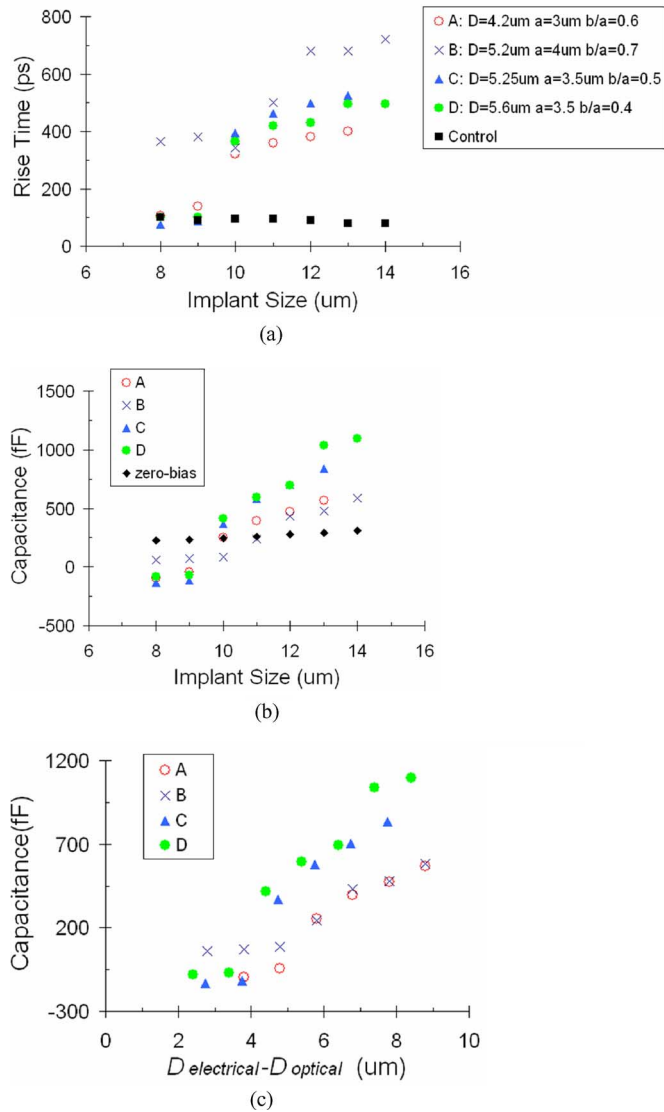 800
600
400
200
0
Rise Time (ps)
6 8 10 12 14 16
Implant Size (um)
A: D=4.2um a=3um b/a=0.6
B: D=5.2um a=4um b/a=0.7
C: D=5.25um a=3.5um b/a=0.5
D: D=5.6um a=3.5 b/a=0.4
Control
(a)
A
B
C
D
zero-bias
1500
1000
500
0
-500
Capacitance (fF)
6 8 10 12 14 16
Implant Size (um)
(b)
A
B
C
D
1200
700
200
-300
Capacitance(fF)
0 2 4 6 8 10
D electrical-D optical (um)
(c)